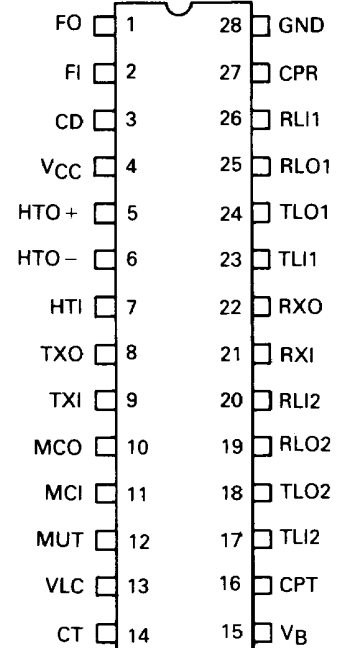 FO 1 28 GND
FI 2 27 CPR
CD 3 26 RLI1
VCC 4 25 RLO1
HTO+ 5 24 TLO1
HTO− 6 23 TLI1
HTI 7 22 RXO
TXO 8 21 RXI
TXI 9 20 RLI2
MCO 10 19 RLO2
MCI 11 18 TLO2
MUT 12 17 TLI2
VLC 13 16 CPT
CT 14 15 VB